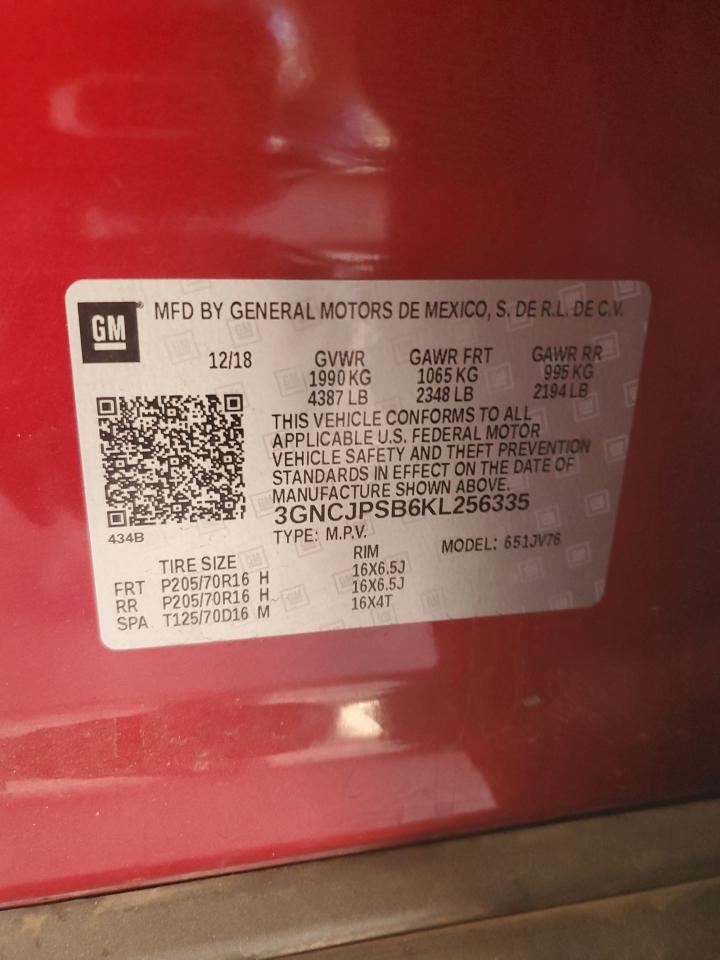 GM
MFD BY GENERAL MOTORS DE MEXICO, S. DE R.L. DE C.V.
12/18 GVWR GAWR FRT GAWR RR
1990 KG 1065 KG 995 KG
4387 LB 2348 LB 2194 LB
THIS VEHICLE CONFORMS TO ALL
APPLICABLE U.S. FEDERAL MOTOR
VEHICLE SAFETY AND THEFT PREVENTION
STANDARDS IN EFFECT ON THE DATE OF
MANUFACTURE SHOWN ABOVE.
3GNCJPSB6KL256335
434B
TYPE: M.P.V. MODEL: 651JV76
TIRE SIZE RIM
FRT P205/70R16 H 16X6.5J
RR P205/70R16 H 16X6.5J
SPA T125/70D16 M 16X4T